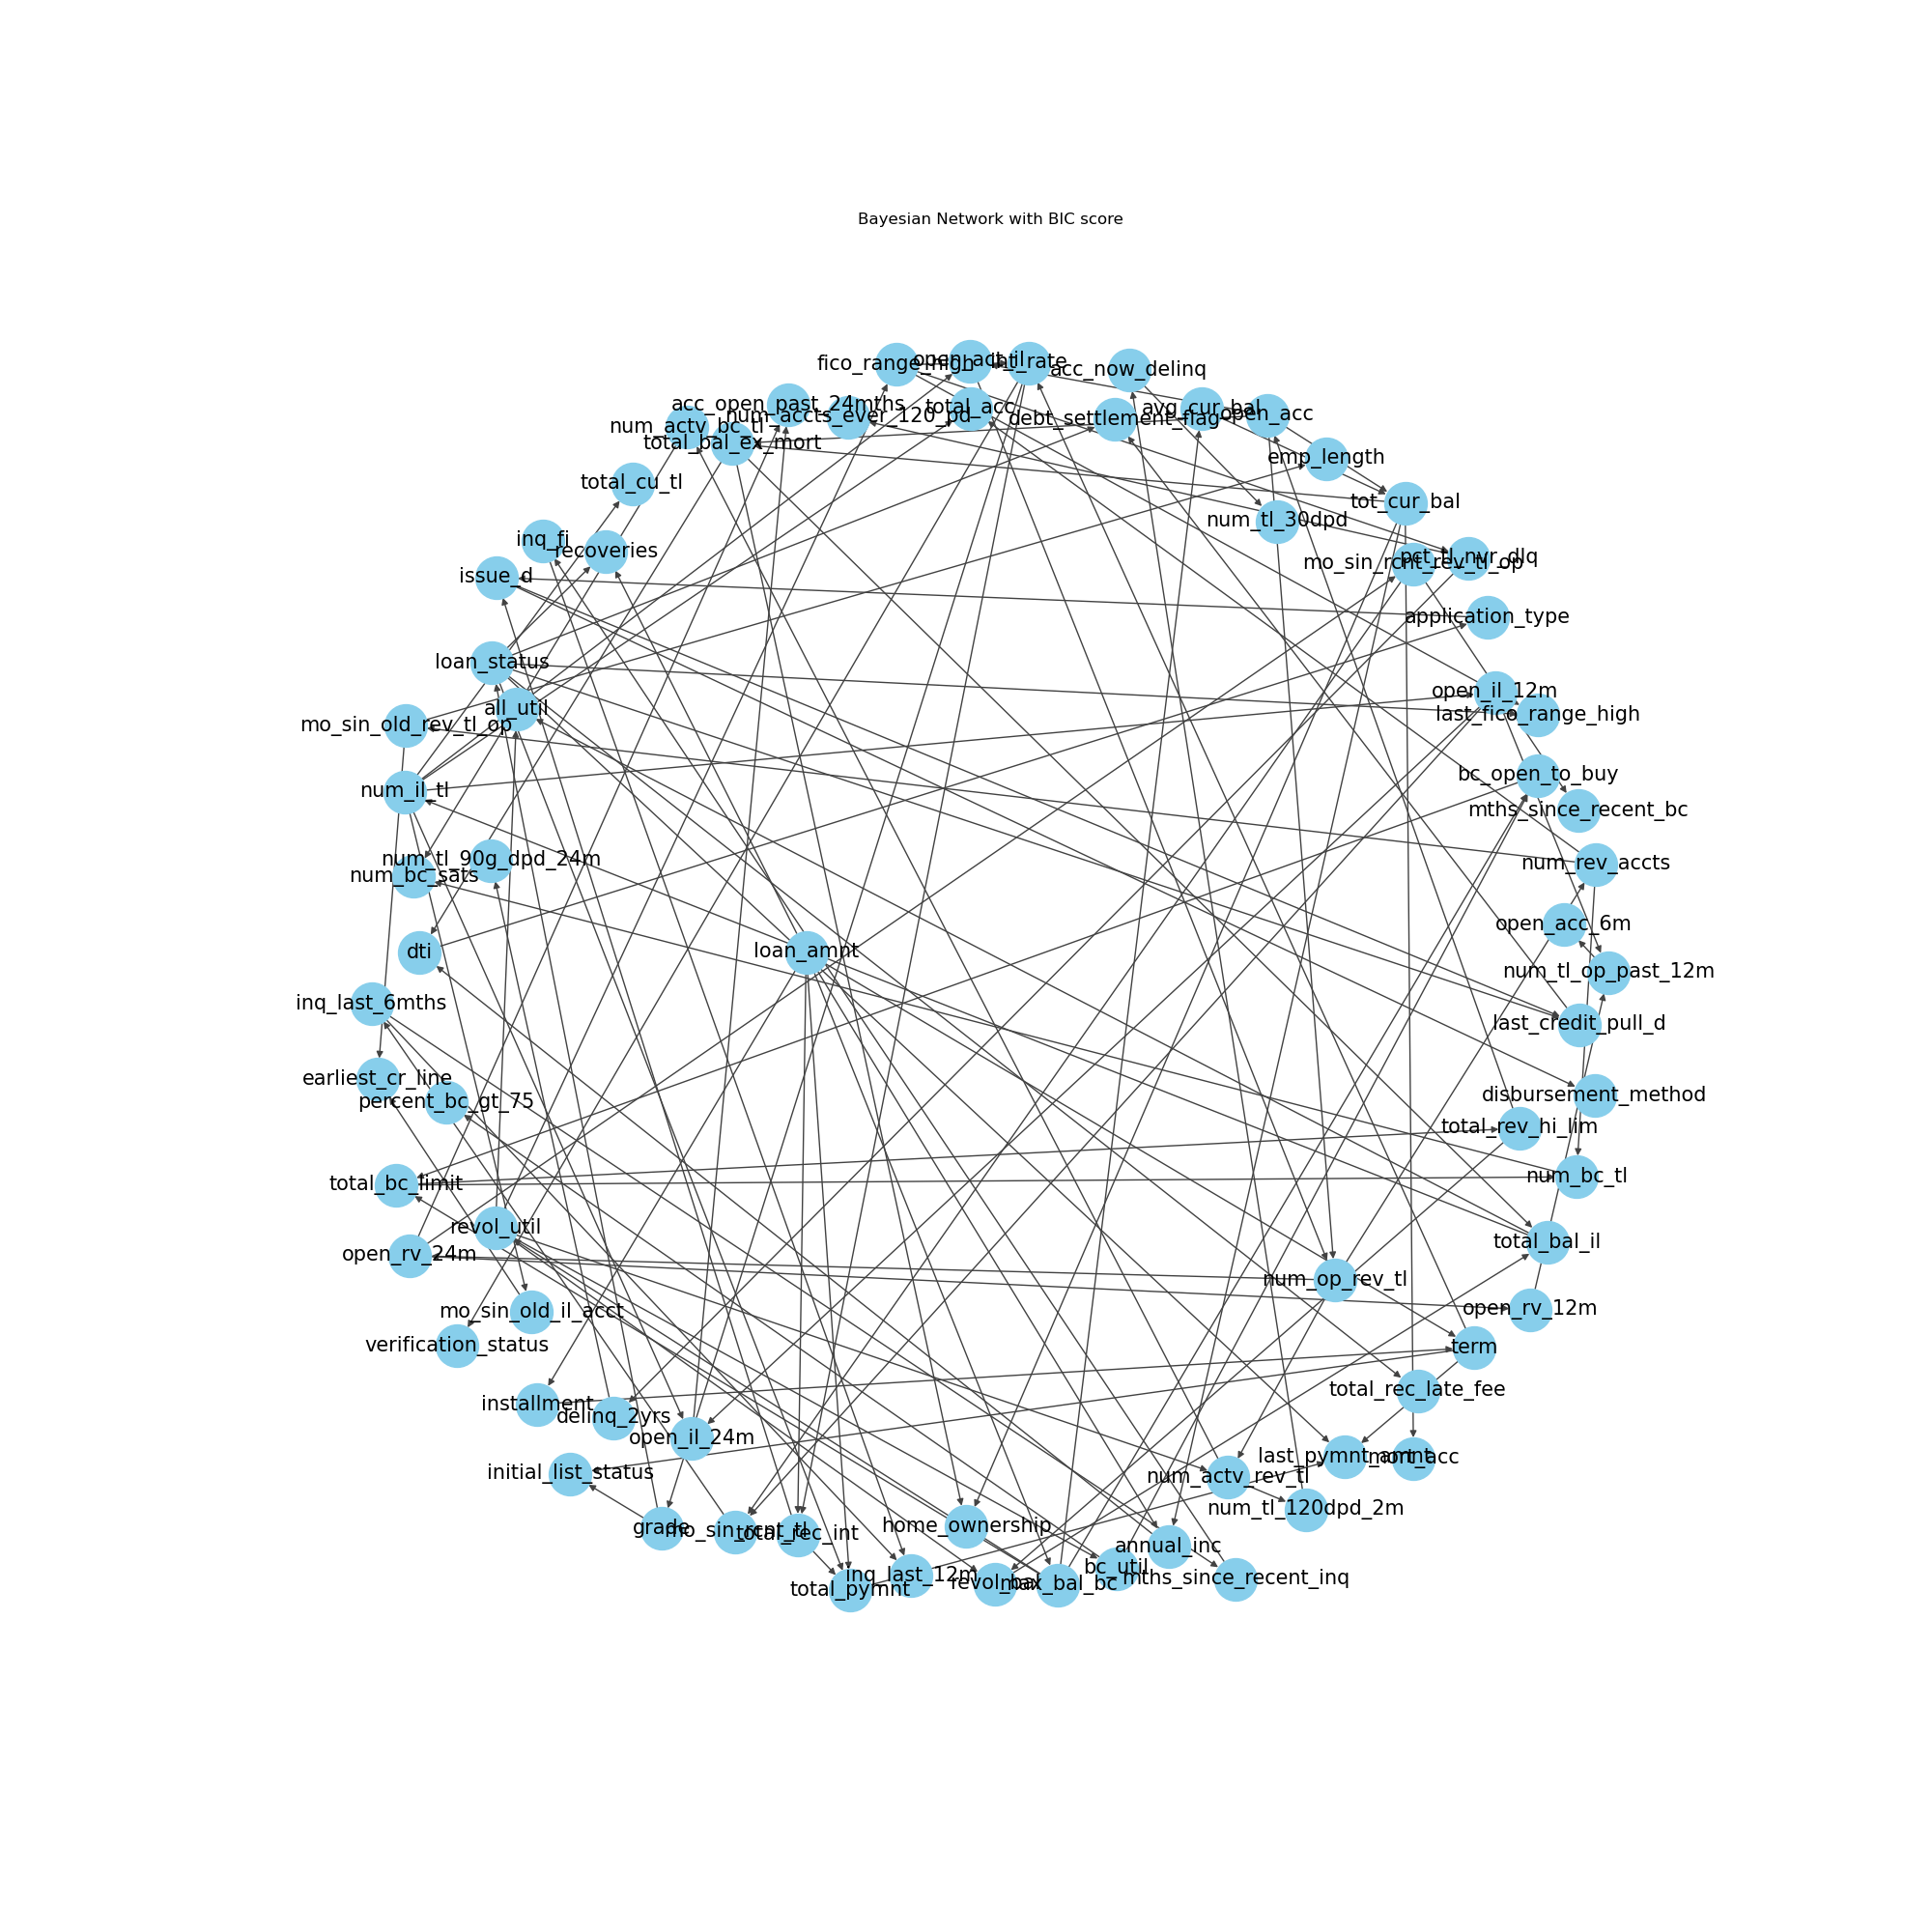 Bayesian Network with BIC score
fico_range_high
open_act_il
int_rate
acc_now_delinq
acc_open_past_24mths
num_accts_ever_120_pd
total_acc
debt_settlement_flag
avg_cur_bal
open_acc
num_actv_bc_tl
total_bal_ex_mort
emp_length
total_cu_tl
tot_cur_bal
num_tl_30dpd
inq_fi
recoveries
pct_tl_nvr_dlq
mo_sin_rcnt_rev_tl_op
issue_d
application_type
loan_status
open_il_12m
all_util
last_fico_range_high
mo_sin_old_rev_tl_op
bc_open_to_buy
num_il_tl
mths_since_recent_bc
num_tl_90g_dpd_24m
num_rev_accts
num_bc_sats
open_acc_6m
dti
loan_amnt
num_tl_op_past_12m
inq_last_6mths
last_credit_pull_d
earliest_cr_line
disbursement_method
percent_bc_gt_75
total_rev_hi_lim
total_bc_limit
num_bc_tl
revol_util
total_bal_il
open_rv_24m
num_op_rev_tl
mo_sin_old_il_acct
open_rv_12m
verification_status
term
installment
total_rec_late_fee
delinq_2yrs
open_il_24m
last_pymnt_amnt
mort_acc
initial_list_status
num_actv_rev_tl
num_tl_120dpd_2m
grade
mo_sin_rcnt_tl
total_rec_int
home_ownership
annual_inc
bc_util
total_pymnt
inq_last_12m
revol_bal
max_bal_bc
mths_since_recent_inq